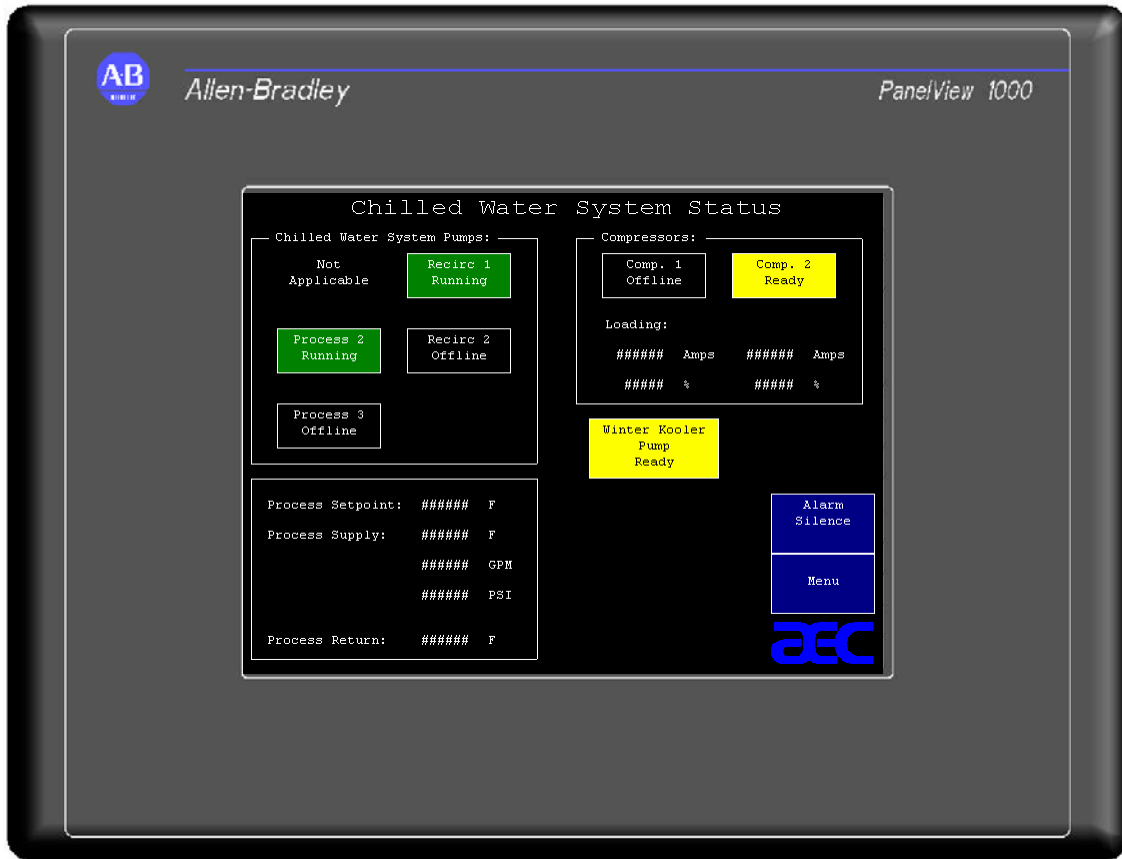 A·B
Allen-Bradley
PanelView 1000
Chilled Water System Status
Chilled Water System Pumps:
Not
Applicable
Recirc 1
Running
Process 2
Running
Recirc 2
Offline
Process 3
Offline
Compressors:
Comp. 1
Offline
Comp. 2
Ready
Loading:
###### Amps ###### Amps
##### % ##### %
Winter Kooler
Pump
Ready
Process Setpoint: ###### F
Process Supply: ###### F
###### GPM
###### PSI
Process Return: ###### F
Alarm
Silence
Menu
aec